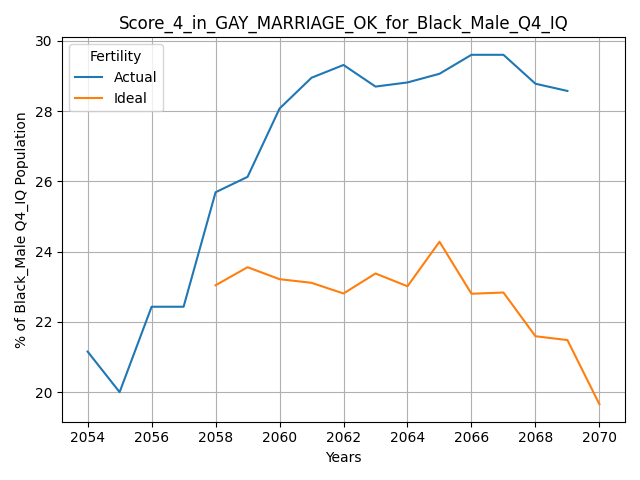 Score_4_in_GAY_MARRIAGE_OK_for_Black_Male_Q4_IQ
Fertility
Actual
Ideal
% of Black_Male Q4_IQ Population
30
28
26
24
22
20
2054 2056 2058 2060 2062 2064 2066 2068 2070
Years